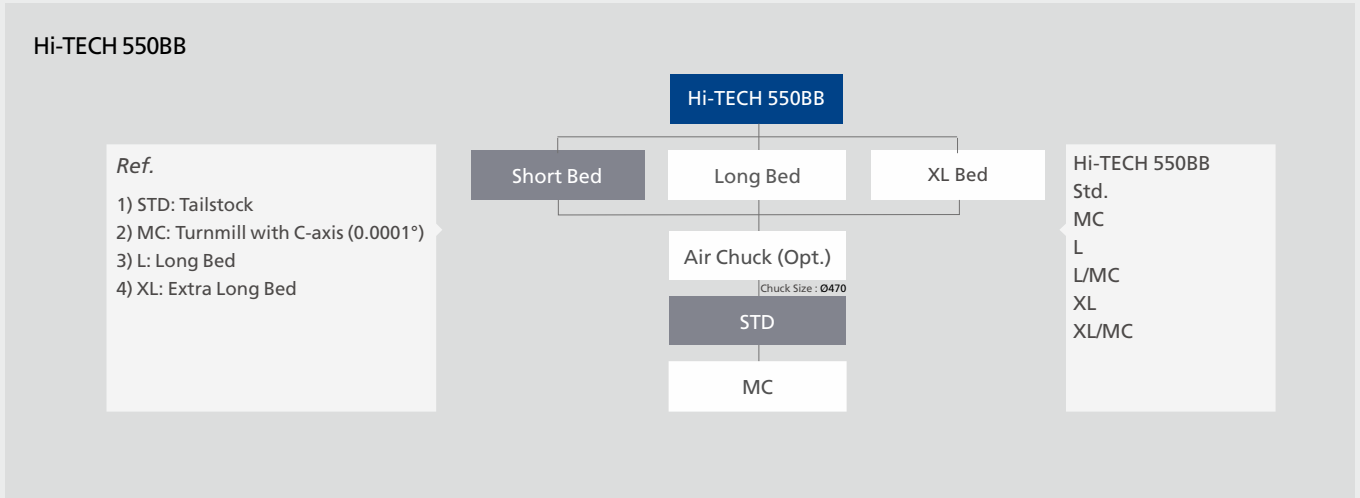 Hi-TECH 550BB
Hi-TECH 550BB
Ref.
1) STD: Tailstock
2) MC: Turnmill with C-axis (0.0001°)
3) L: Long Bed
4) XL: Extra Long Bed
Short Bed
Long Bed
XL Bed
Air Chuck (Opt.)
Chuck Size : Ø470
STD
MC
Hi-TECH 550BB
Std.
MC
L
L/MC
XL
XL/MC